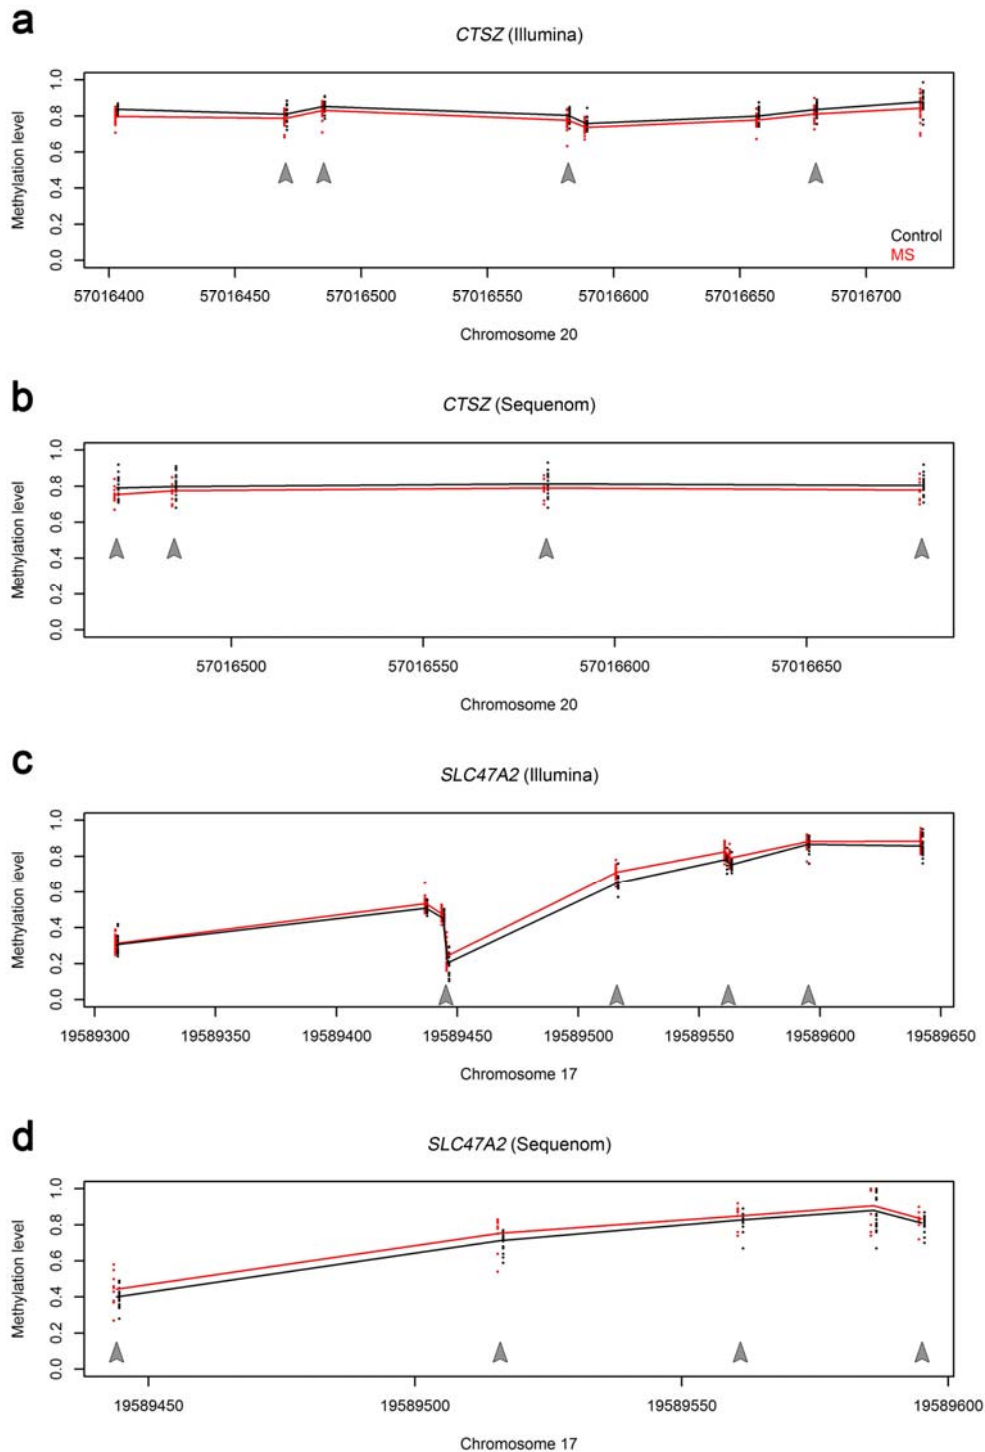 a
CTSZ (Illumina)
Methylation level
1.0
0.8
0.6
0.4
0.2
0.0
Control
MS
57016400 57016450 57016500 57016550 57016600 57016650 57016700
Chromosome 20
b
CTSZ (Sequenom)
Methylation level
1.0
0.8
0.6
0.4
0.2
0.0
57016500 57016550 57016600 57016650
Chromosome 20
c
SLC47A2 (Illumina)
Methylation level
1.0
0.8
0.6
0.4
0.2
0.0
19589300 19589350 19589400 19589450 19589500 19589550 19589600 19589650
Chromosome 17
d
SLC47A2 (Sequenom)
Methylation level
1.0
0.8
0.6
0.4
0.2
0.0
19589450 19589500 19589550 19589600
Chromosome 17